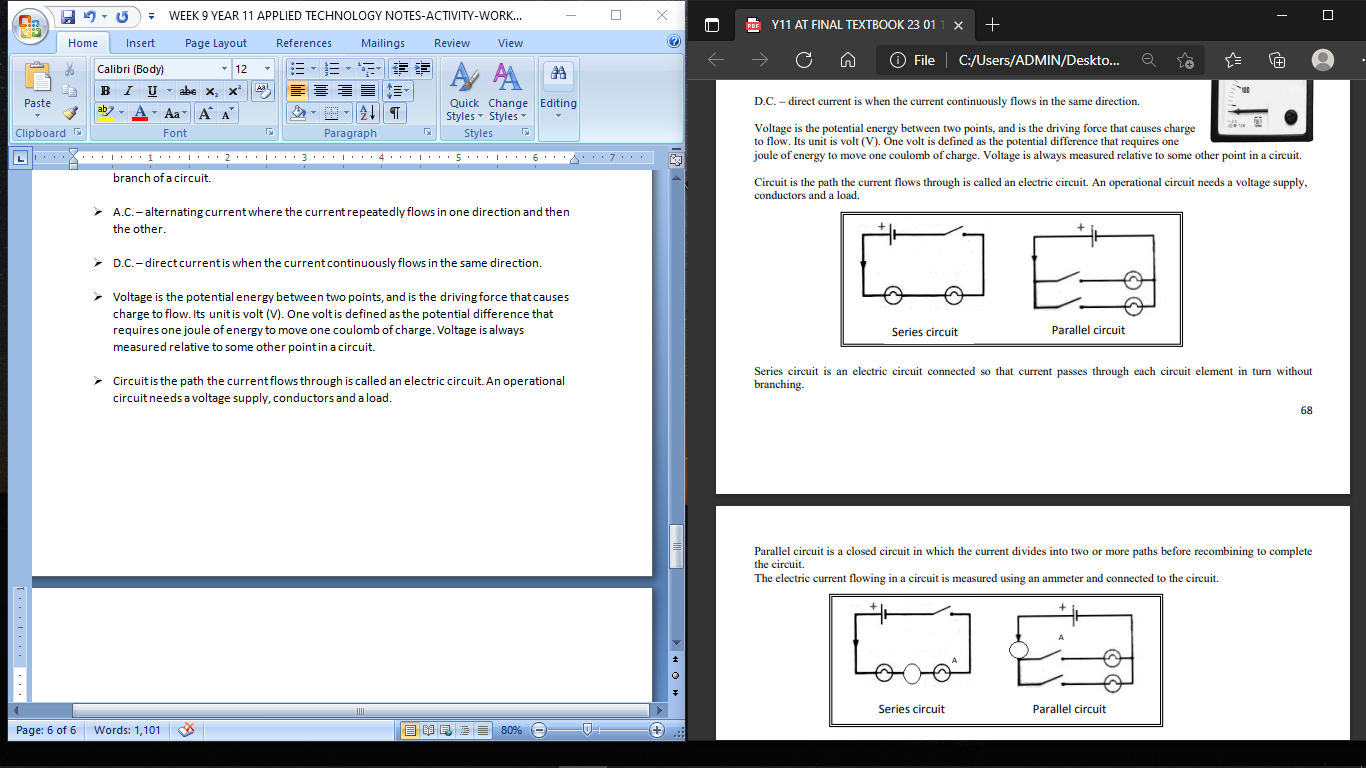 WEEK 9 YEAR 11 APPLIED TECHNOLOGY NOTES-ACTIVITY-WORK...
Home Insert Page Layout References Mailings Review View
Paste
Clipboard
Calibri (Body) 12
B I U abc x₂ x²
ab A Aa A A
Font
Paragraph
Quick Styles
Change Styles
Styles
Editing
L 1 2 3 4 5 6 7
branch of a circuit.
A.C. – alternating current where the current repeatedly flows in one direction and then
the other.
D.C. – direct current is when the current continuously flows in the same direction.
Voltage is the potential energy between two points, and is the driving force that causes
charge to flow. Its unit is volt (V). One volt is defined as the potential difference that
requires one joule of energy to move one coulomb of charge. Voltage is always
measured relative to some other point in a circuit.
Circuit is the path the current flows through is called an electric circuit. An operational
circuit needs a voltage supply, conductors and a load.
Page: 6 of 6 Words: 1,101 80%
PDF Y11 AT FINAL TEXTBOOK 23 01 1
File C:/Users/ADMIN/Deskto...
100
D.C. – direct current is when the current continuously flows in the same direction.
Voltage is the potential energy between two points, and is the driving force that causes charge
to flow. Its unit is volt (V). One volt is defined as the potential difference that requires one
joule of energy to move one coulomb of charge. Voltage is always measured relative to some other point in a circuit.
Circuit is the path the current flows through is called an electric circuit. An operational circuit needs a voltage supply,
conductors and a load.
+ +
Series circuit Parallel circuit
Series circuit is an electric circuit connected so that current passes through each circuit element in turn without
branching.
68
Parallel circuit is a closed circuit in which the current divides into two or more paths before recombining to complete
the circuit.
The electric current flowing in a circuit is measured using an ammeter and connected to the circuit.
+ +
A A
Series circuit Parallel circuit